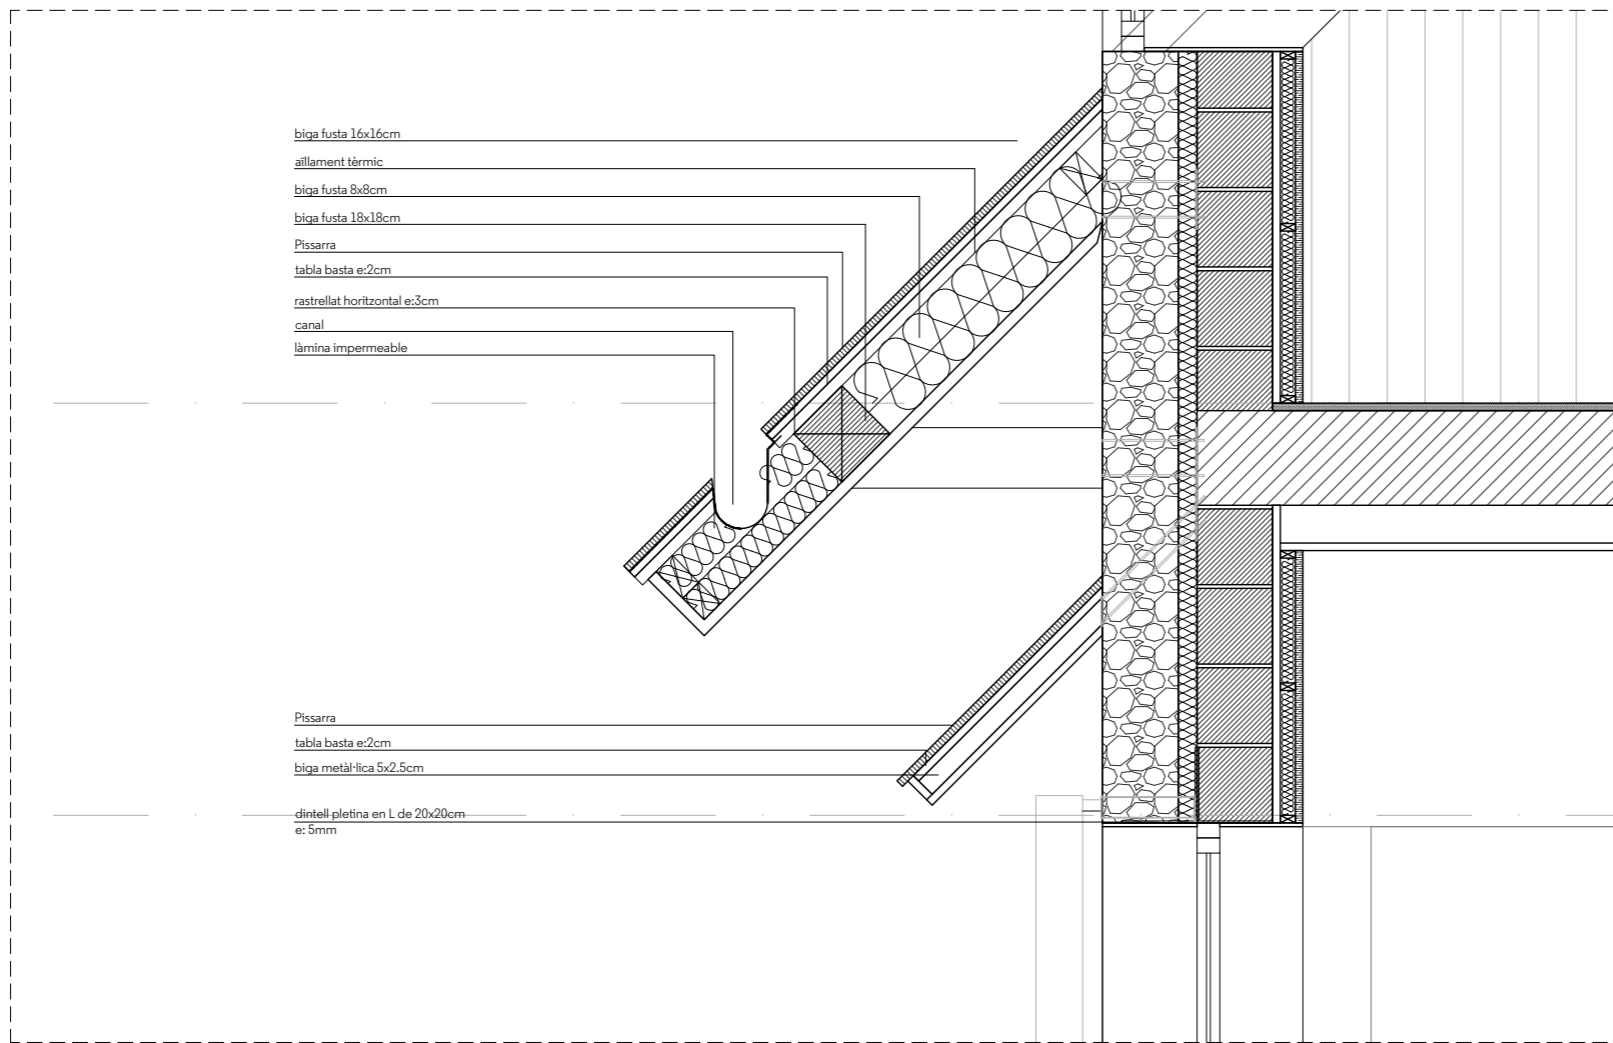 biga fusta 16x16cm
aïllament tèrmic
biga fusta 8x8cm
biga fusta 18x18cm
Pissarra
tabla basta e:2cm
rastrellat horitzontal e:3cm
canal
làmina impermeable
Pissarra
tabla basta e:2cm
biga metàl·lica 5x2.5cm
dintell pletina en L de 20x20cm
e: 5mm